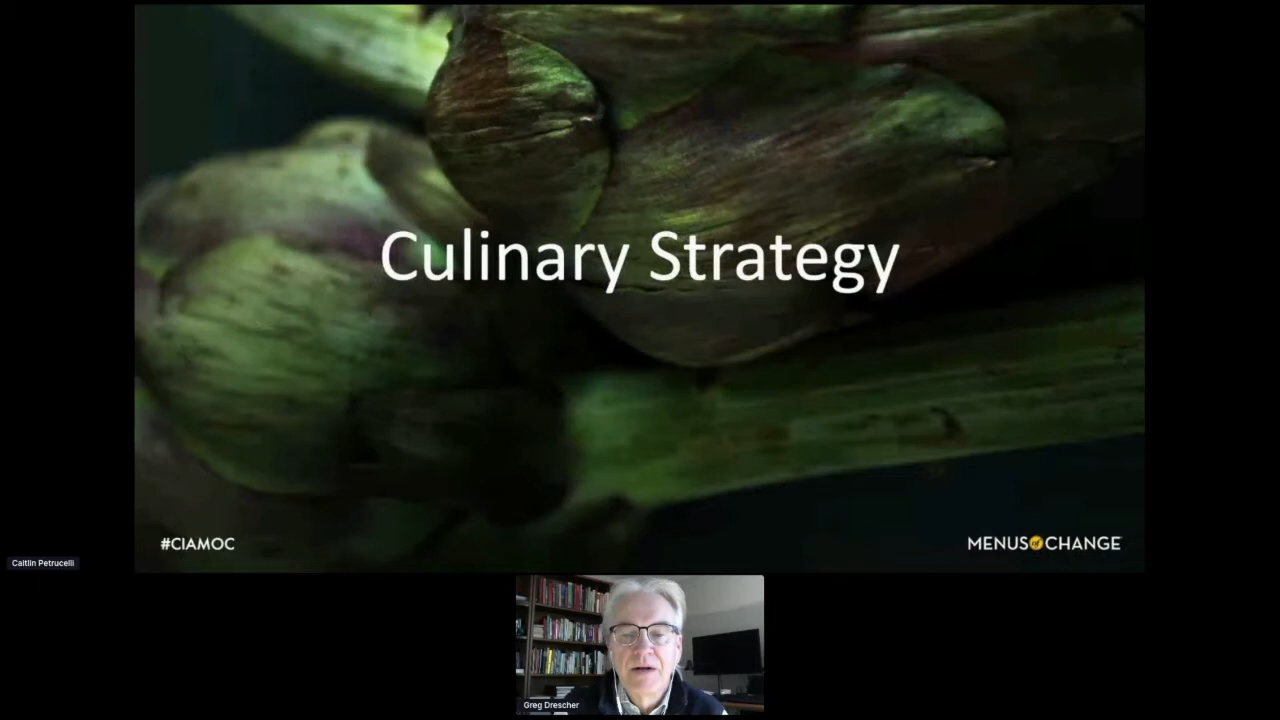 Culinary Strategy
#CIAMOC
MENUS of CHANGE
Caitlin Petrucelli
Greg Drescher